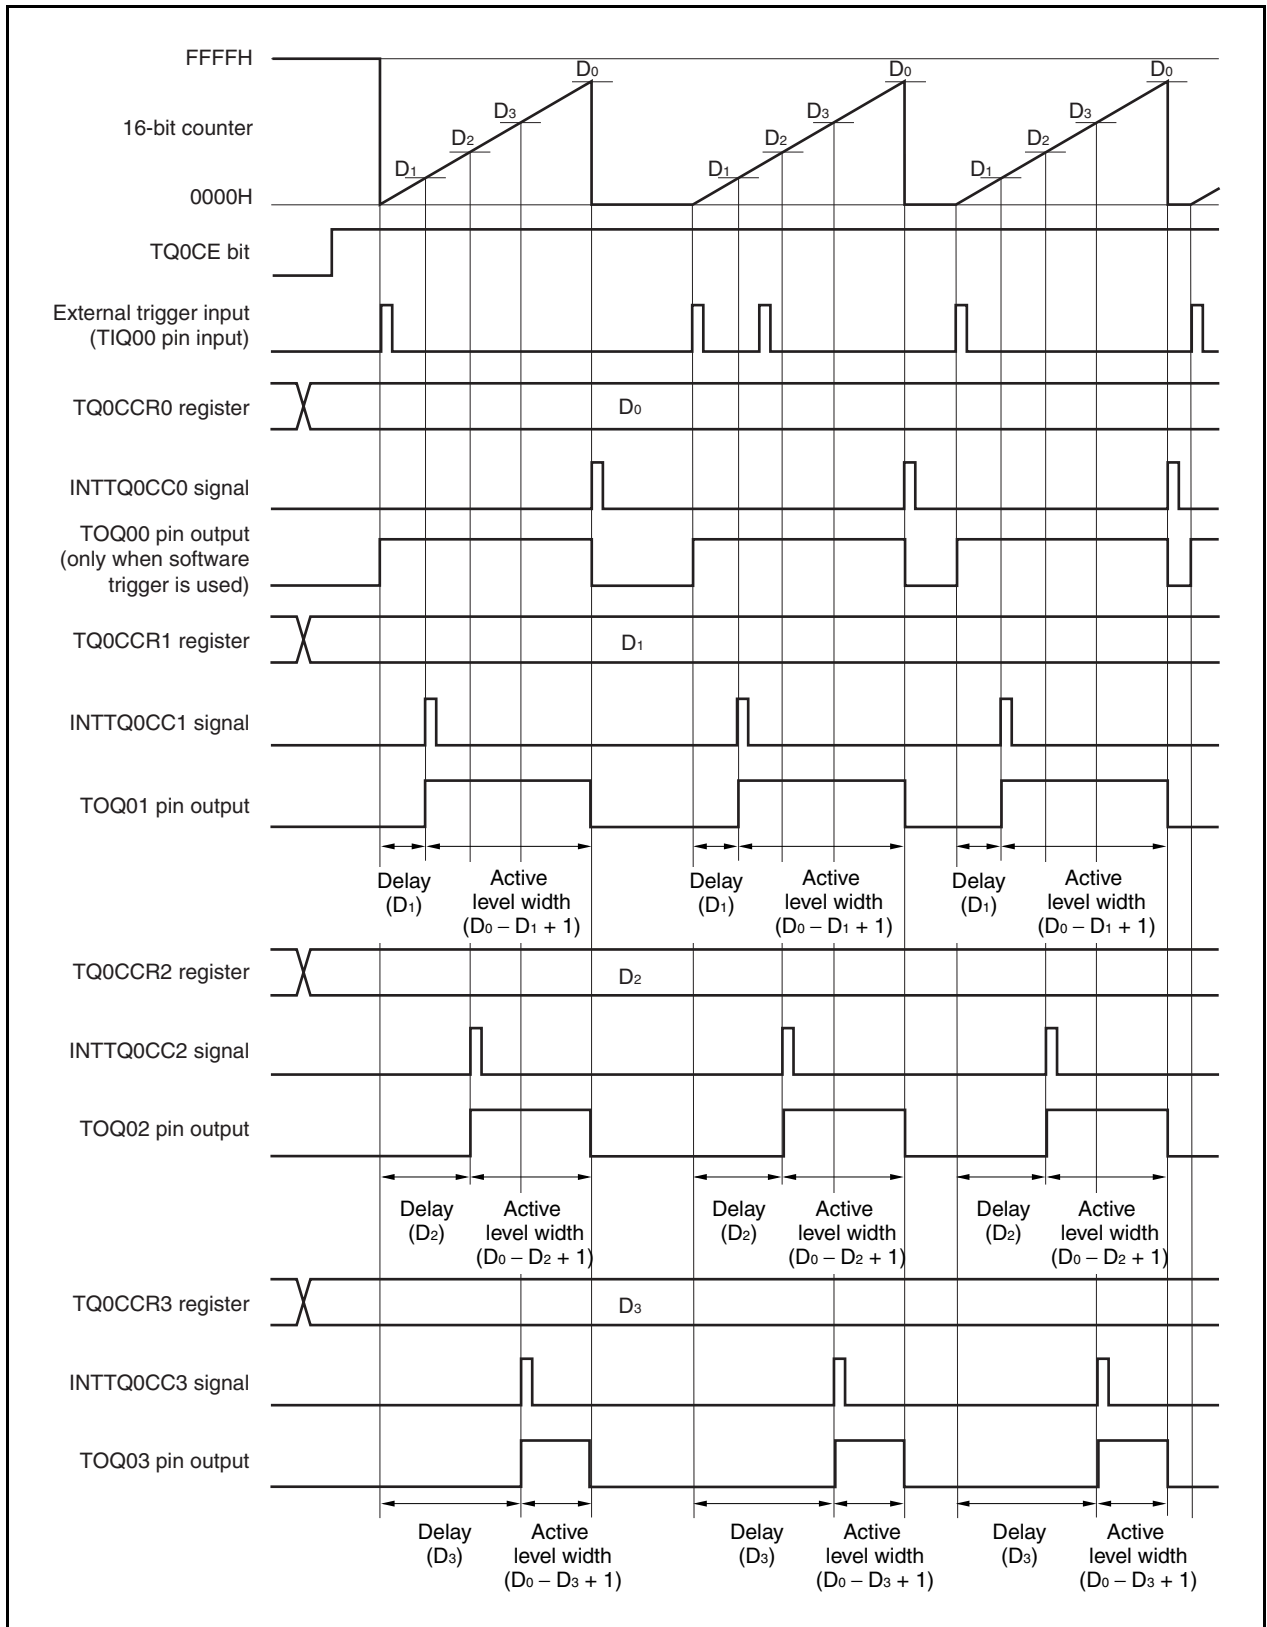 FFFFH
D0 D0 D0
D3 D3 D3
16-bit counter
D2 D2 D2
D1 D1 D1
0000H
TQ0CE bit
External trigger input
(TIQ00 pin input)
TQ0CCR0 register D0
INTTQ0CC0 signal
TOQ00 pin output
(only when software
trigger is used)
TQ0CCR1 register D1
INTTQ0CC1 signal
TOQ01 pin output
Delay Active Delay Active Delay Active
(D1) level width (D1) level width (D1) level width
(D0 – D1 + 1) (D0 – D1 + 1) (D0 – D1 + 1)
TQ0CCR2 register D2
INTTQ0CC2 signal
TOQ02 pin output
Delay Active Delay Active Delay Active
(D2) level width (D2) level width (D2) level width
(D0 – D2 + 1) (D0 – D2 + 1) (D0 – D2 + 1)
TQ0CCR3 register D3
INTTQ0CC3 signal
TOQ03 pin output
Delay Active Delay Active Delay Active
(D3) level width (D3) level width (D3) level width
(D0 – D3 + 1) (D0 – D3 + 1) (D0 – D3 + 1)